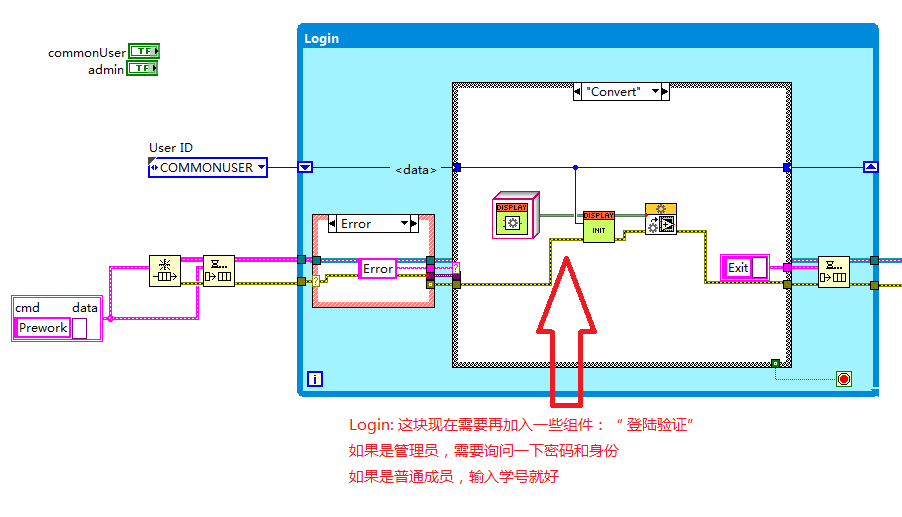 Login
commonUser
TF
admin
TF
"Convert"
User ID
COMMONUSER
<data>
DISPLAY
DISPLAY
INIT
Error
Error
Exit
cmd data
Prework
i
Login: 这块现在需要再加入一些组件：“ 登陆验证”
如果是管理员，需要询问一下密码和身份
如果是普通成员，输入学号就好